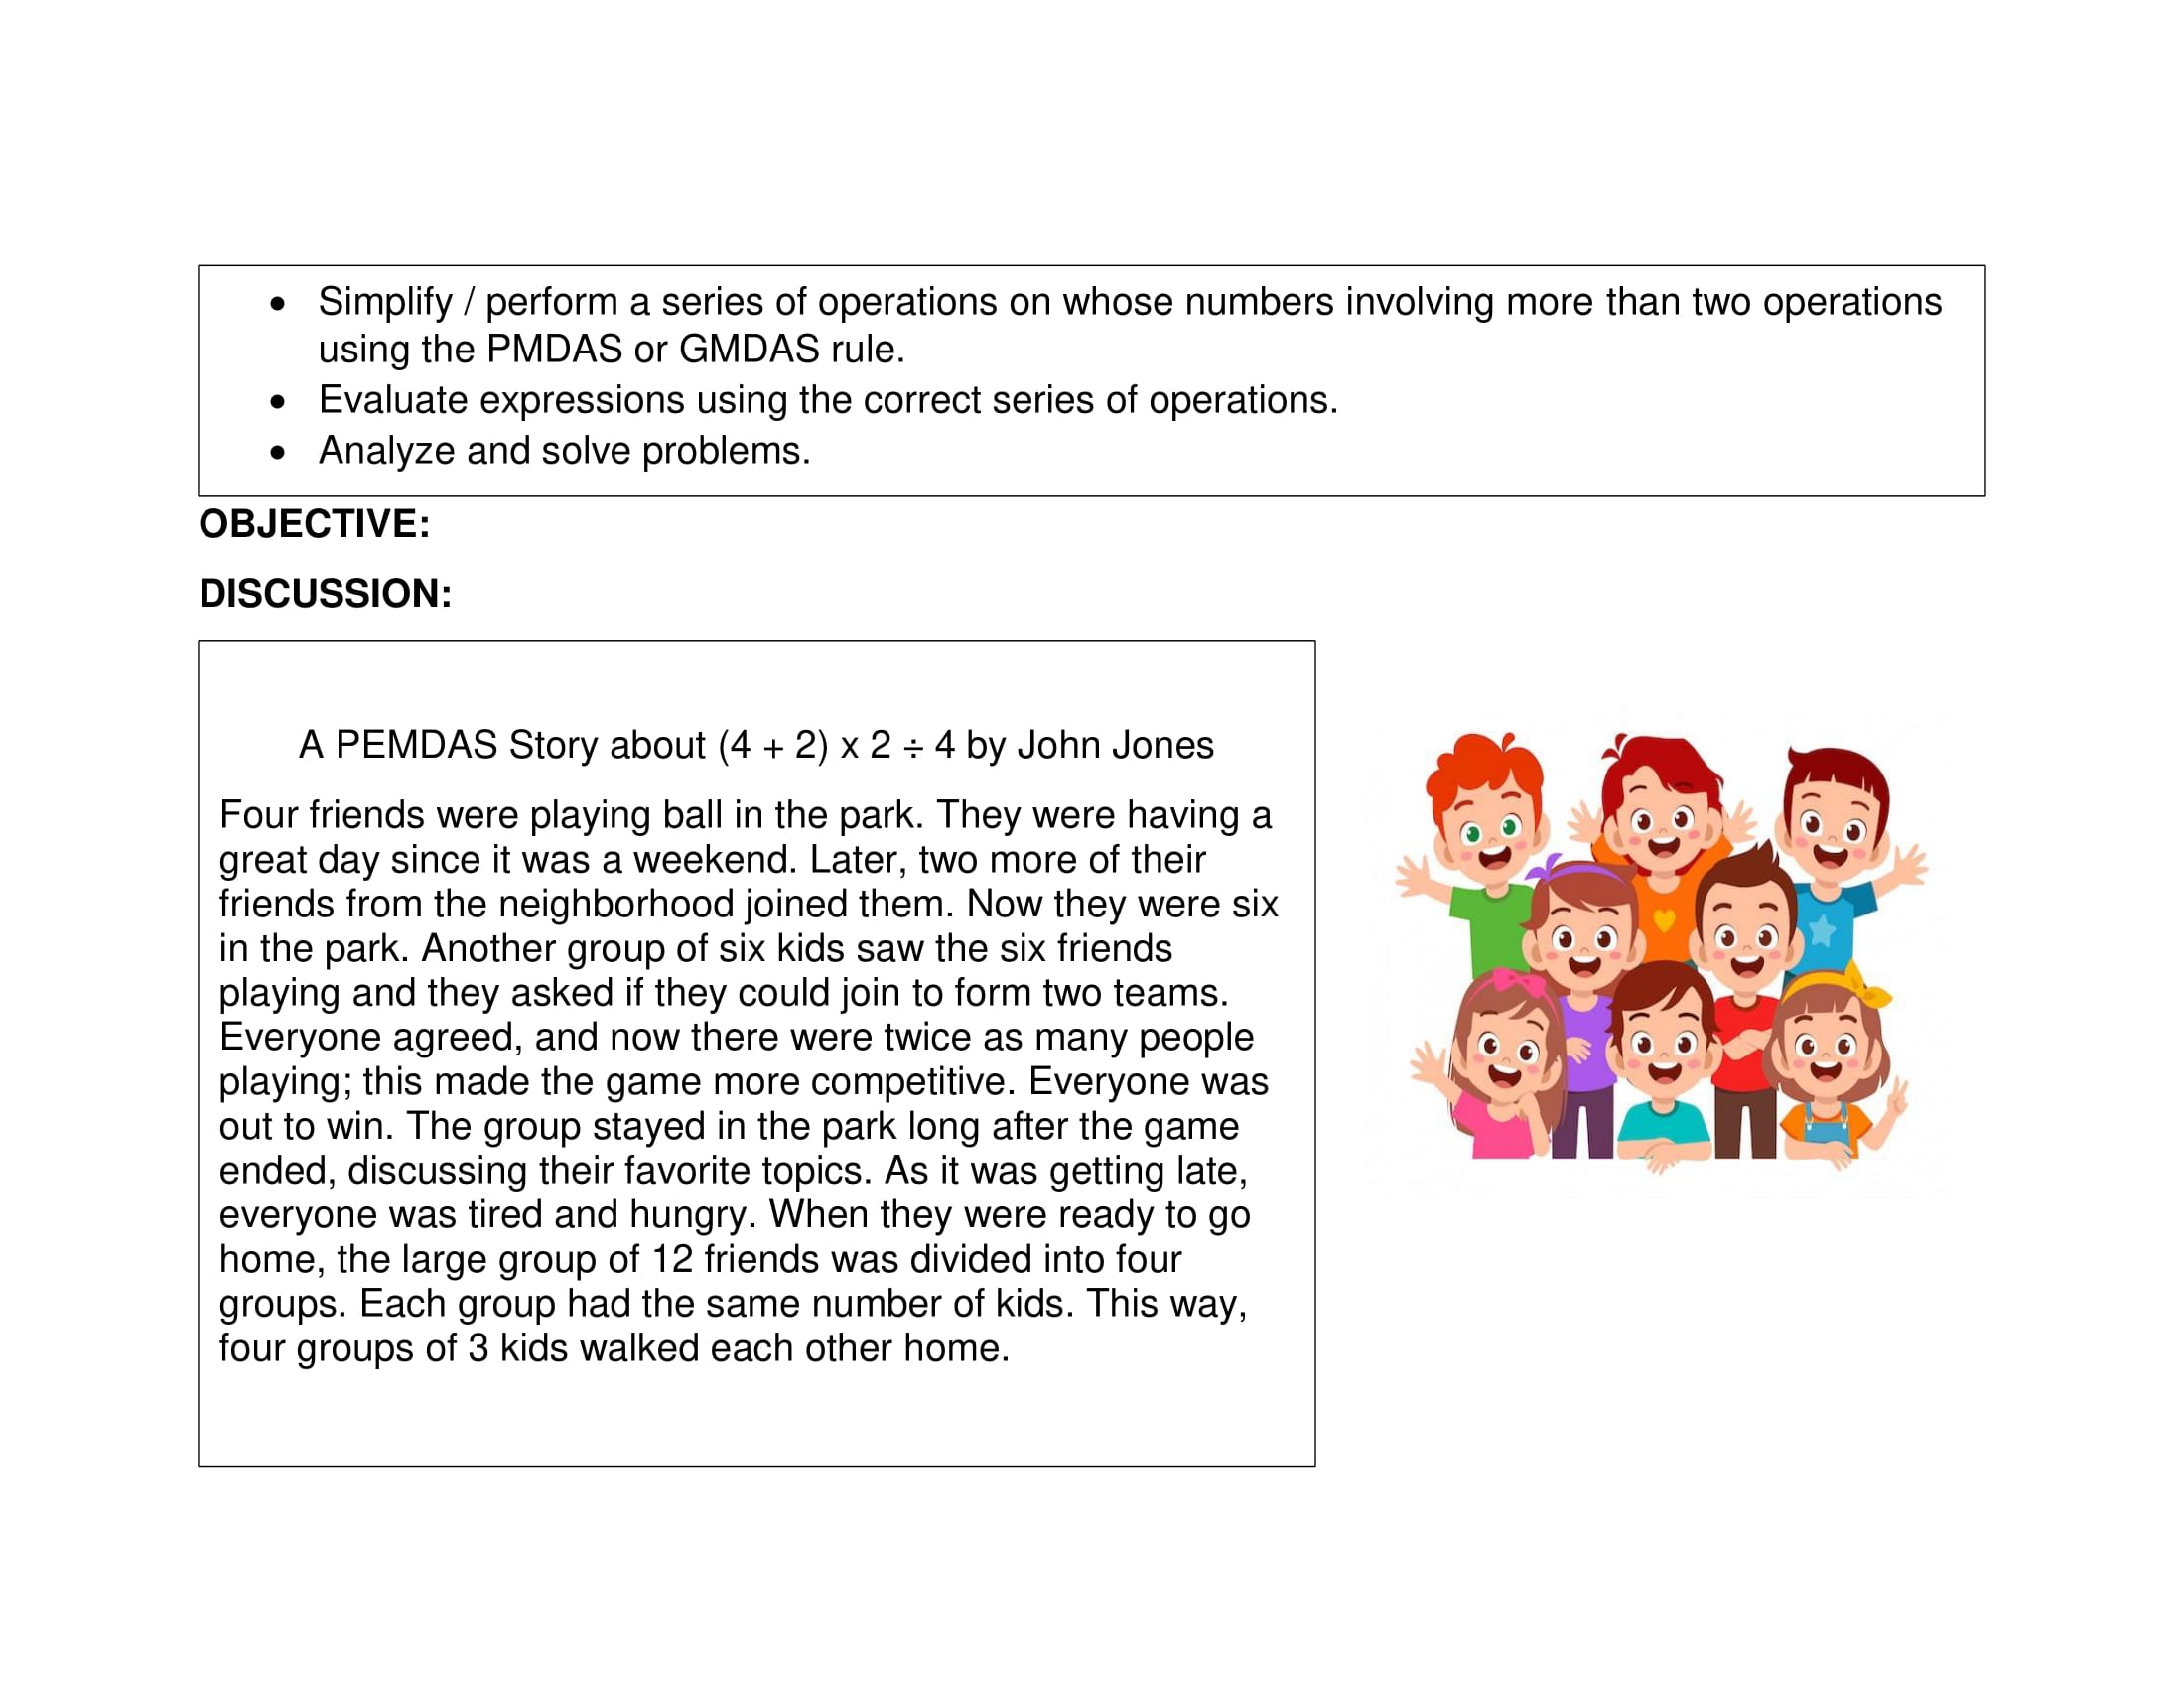 • Simplify / perform a series of operations on whose numbers involving more than two operations
using the PMDAS or GMDAS rule.
• Evaluate expressions using the correct series of operations.
• Analyze and solve problems.
OBJECTIVE:
DISCUSSION:
A PEMDAS Story about (4 + 2) x 2 ÷ 4 by John Jones
Four friends were playing ball in the park. They were having a
great day since it was a weekend. Later, two more of their
friends from the neighborhood joined them. Now they were six
in the park. Another group of six kids saw the six friends
playing and they asked if they could join to form two teams.
Everyone agreed, and now there were twice as many people
playing; this made the game more competitive. Everyone was
out to win. The group stayed in the park long after the game
ended, discussing their favorite topics. As it was getting late,
everyone was tired and hungry. When they were ready to go
home, the large group of 12 friends was divided into four
groups. Each group had the same number of kids. This way,
four groups of 3 kids walked each other home.